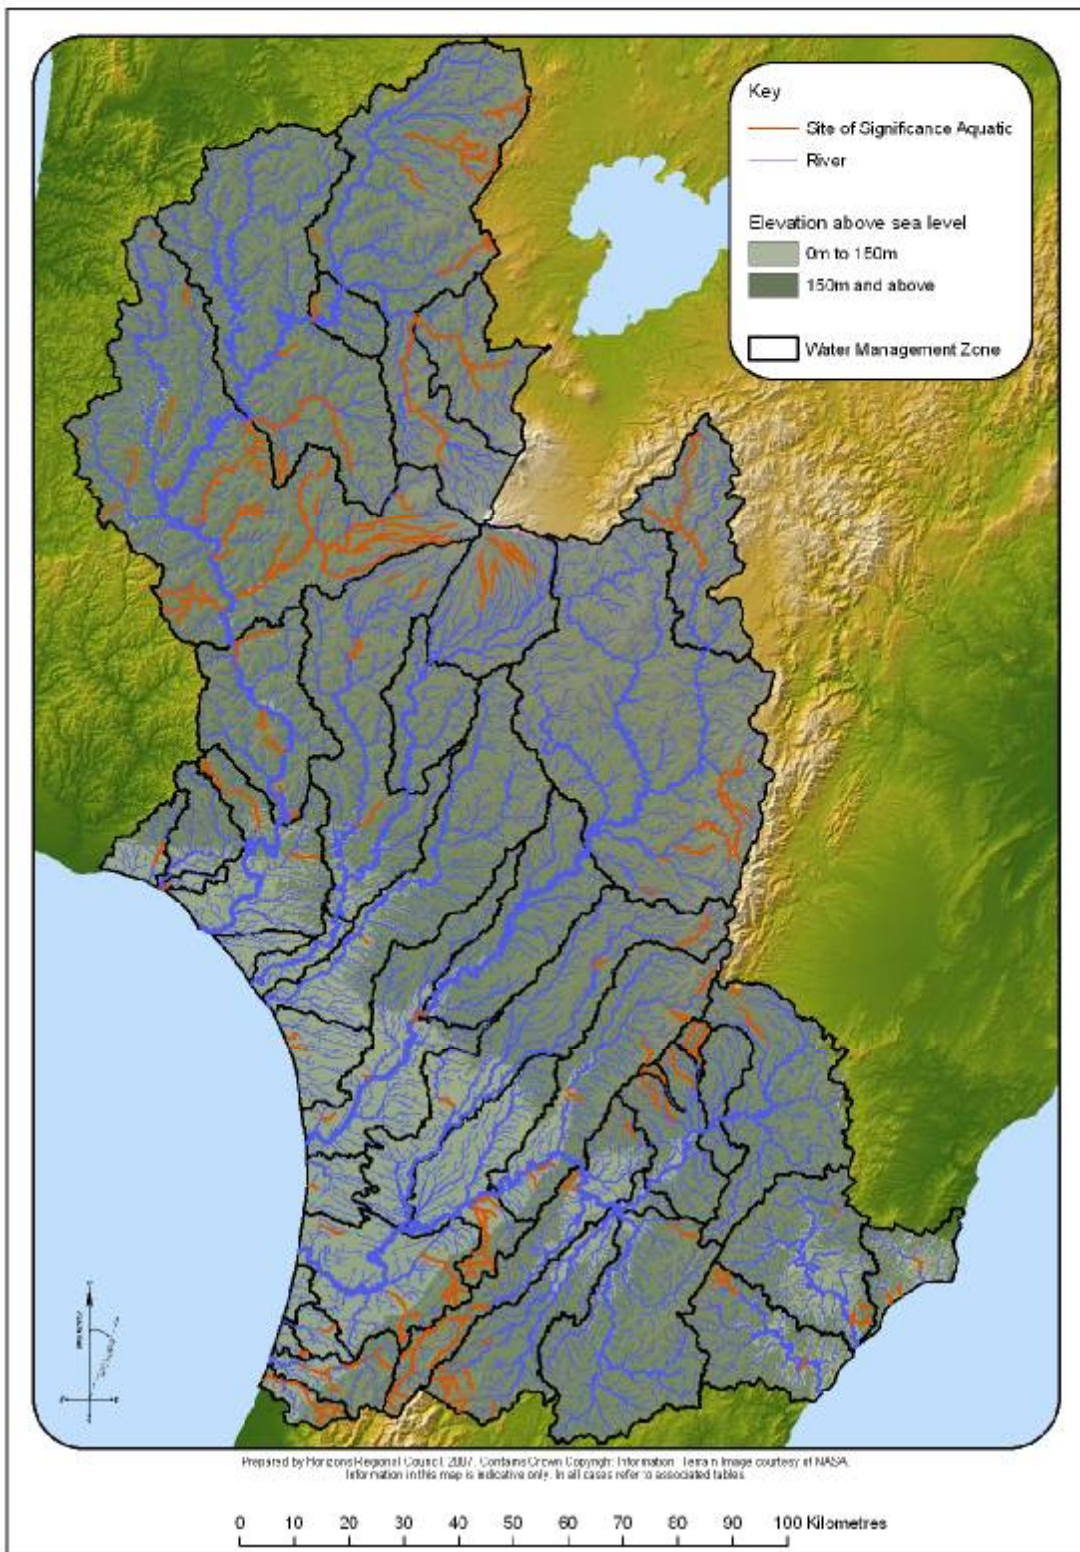 Key
Site of Significance Aquatic
River
Elevation above sea level
0m to 150m
150m and above
Water Management Zone
Prepared by Horizons Regional Council 2007. Contains Crown Copyright Information. Terrain Image courtesy of NASA.
Information in this map is indicative only. In all cases refer to associated tables.
0 10 20 30 40 50 60 70 80 90 100 Kilometres